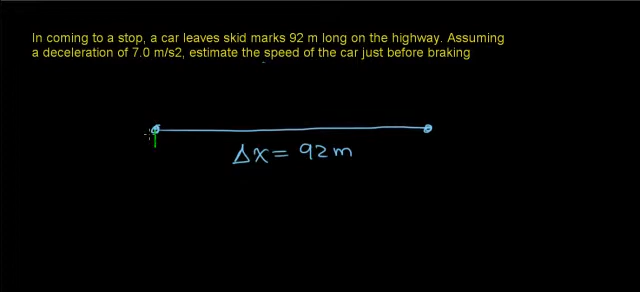 In coming to a stop, a car leaves skid marks 92 m long on the highway. Assuming
a deceleration of 7.0 m/s2, estimate the speed of the car just before braking
Δx = 92 m